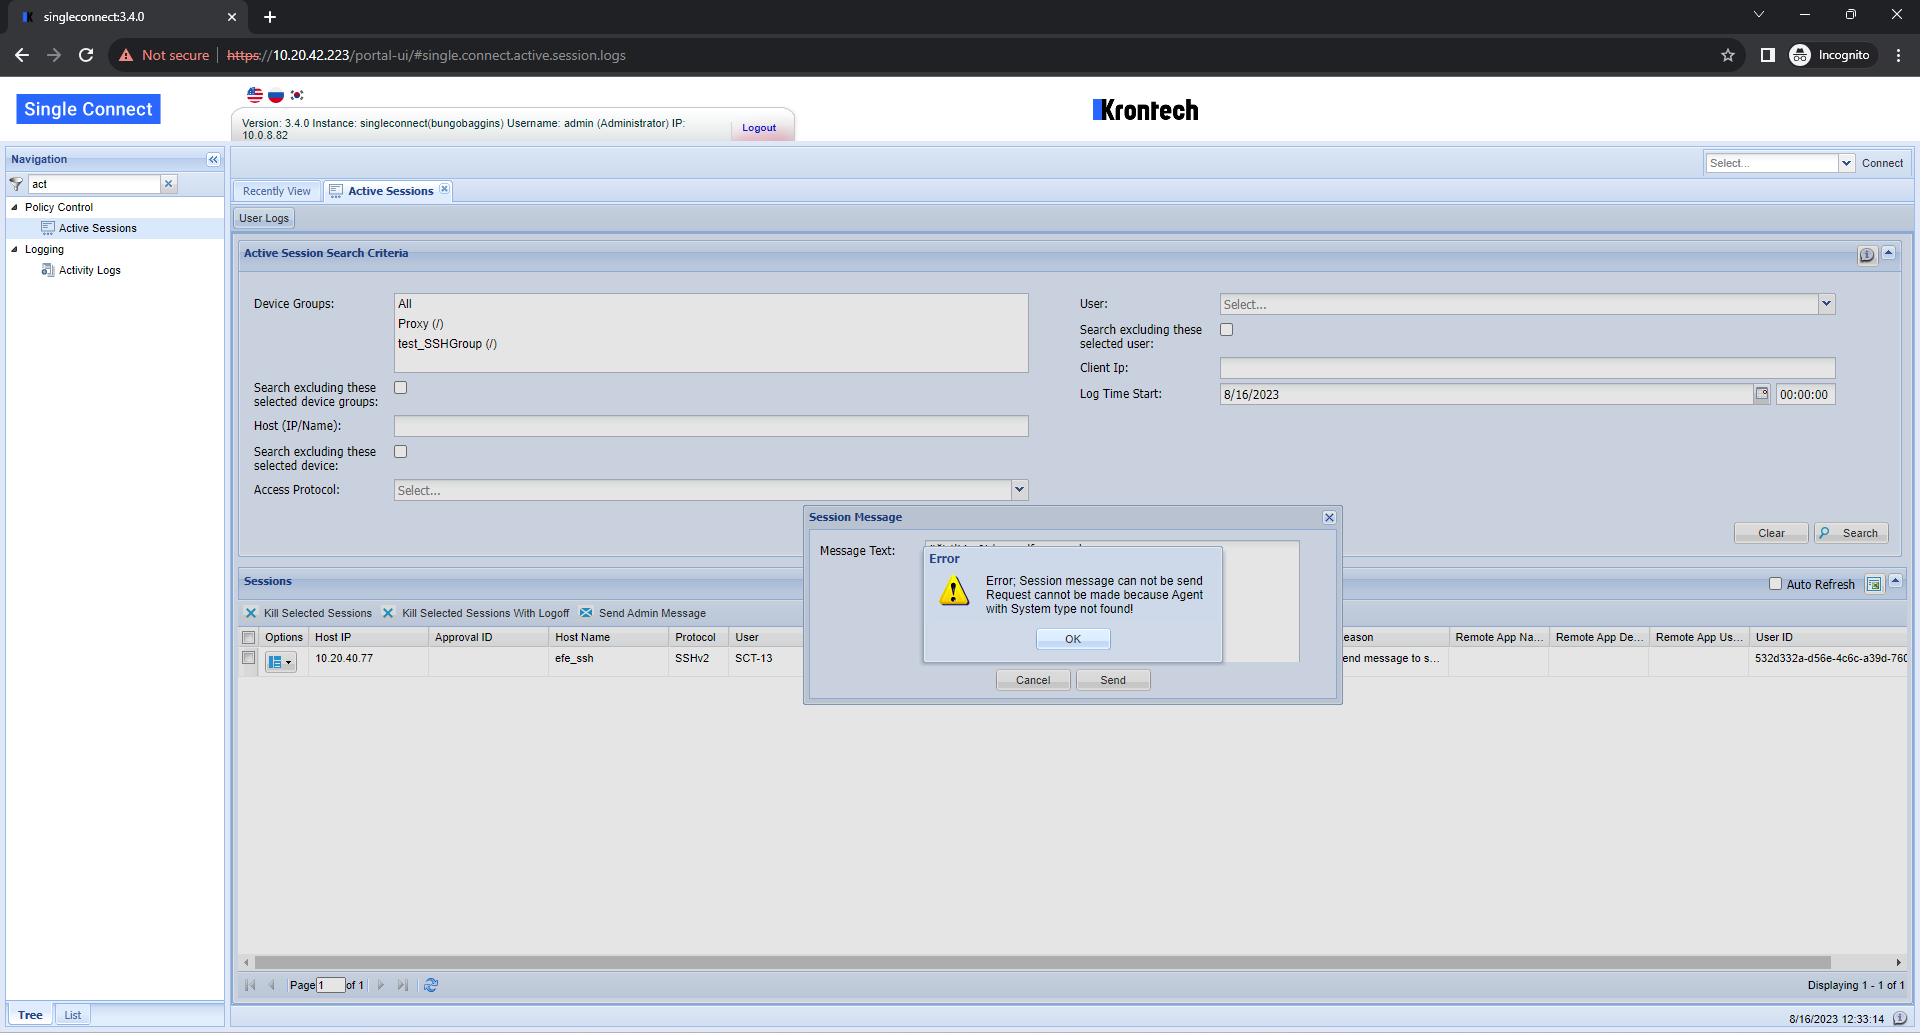 singleconnect:3.4.0
Not secure https://10.20.42.223/portal-ui/#single.connect.active.session.logs
Incognito
Single Connect
Version: 3.4.0 Instance: singleconnect(bungobaggins) Username: admin (Administrator) IP:
10.0.8.82
Logout
Krontech
Navigation
act
Policy Control
Active Sessions
Logging
Activity Logs
Tree
List
Select...
Connect
Recently View
Active Sessions
User Logs
Active Session Search Criteria
Device Groups:
All
Proxy (/)
test_SSHGroup (/)
Search excluding these
selected device groups:
Host (IP/Name):
Search excluding these
selected device:
Access Protocol:
Select...
User:
Select...
Search excluding these
selected user:
Client Ip:
Log Time Start:
8/16/2023
00:00:00
Clear
Search
Session Message
Message Text:
Error
Error; Session message can not be send
Request cannot be made because Agent
with System type not found!
OK
Cancel
Send
Sessions
Auto Refresh
Kill Selected Sessions
Kill Selected Sessions With Logoff
Send Admin Message
Options Host IP Approval ID Host Name Protocol User eason Remote App Na... Remote App De... Remote App Us... User ID
10.20.40.77 efe_ssh SSHv2 SCT-13 end message to s... 532d332a-d56e-4c6c-a39d-760
Page 1 of 1
Displaying 1 - 1 of 1
8/16/2023 12:33:14